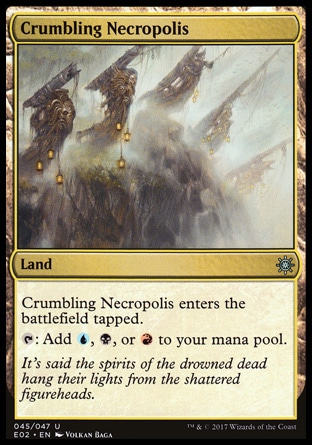 Crumbling Necropolis
Land
Crumbling Necropolis enters the
battlefield tapped.
: Add , , or to your mana pool.
It's said the spirits of the drowned dead
hang their lights from the shattered
figureheads.
045/047 U
E02 • EN Volkan Baga
™ & © 2017 Wizards of the Coast